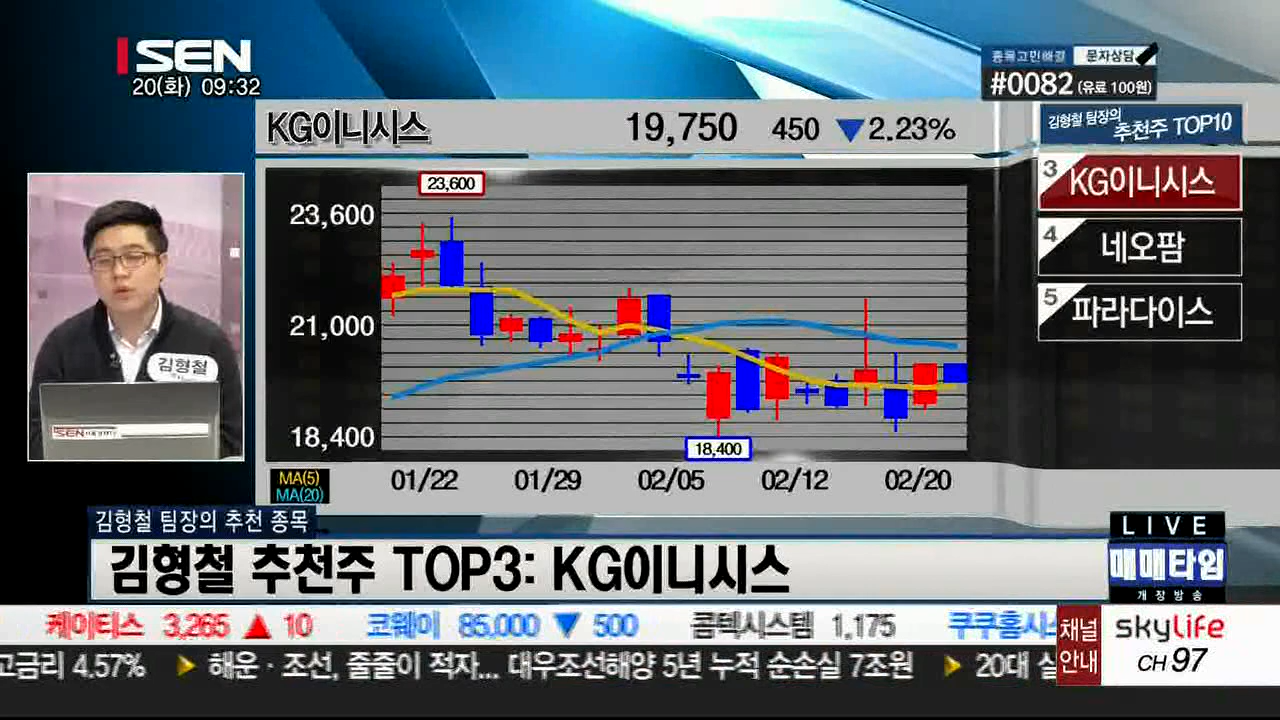 SEN
20(화) 09:32
종목고민해결 문자상담
#0082 (유료 100원)
KG이니시스 19,750 450 ▼2.23%
김형철 팀장의
추천주 TOP10
3 KG이니시스
4 네오팜
5 파라다이스
23,600
23,600
21,000
18,400
18,400
01/22 01/29 02/05 02/12 02/20
MA(5)
MA(20)
김형철
SEN
김형철 팀장의 추천 종목
김형철 추천주 TOP3: KG이니시스
LIVE
매매타임
개장방송
케이티스 3,265 ▲ 10 코웨이 85,000 ▼ 500 콤텍시스템 1,175 쿠쿠홈시
고금리 4.57% ▶ 해운·조선, 줄줄이 적자... 대우조선해양 5년 누적 순손실 7조원 ▶ 20대
채널
안내
skylife
CH 97